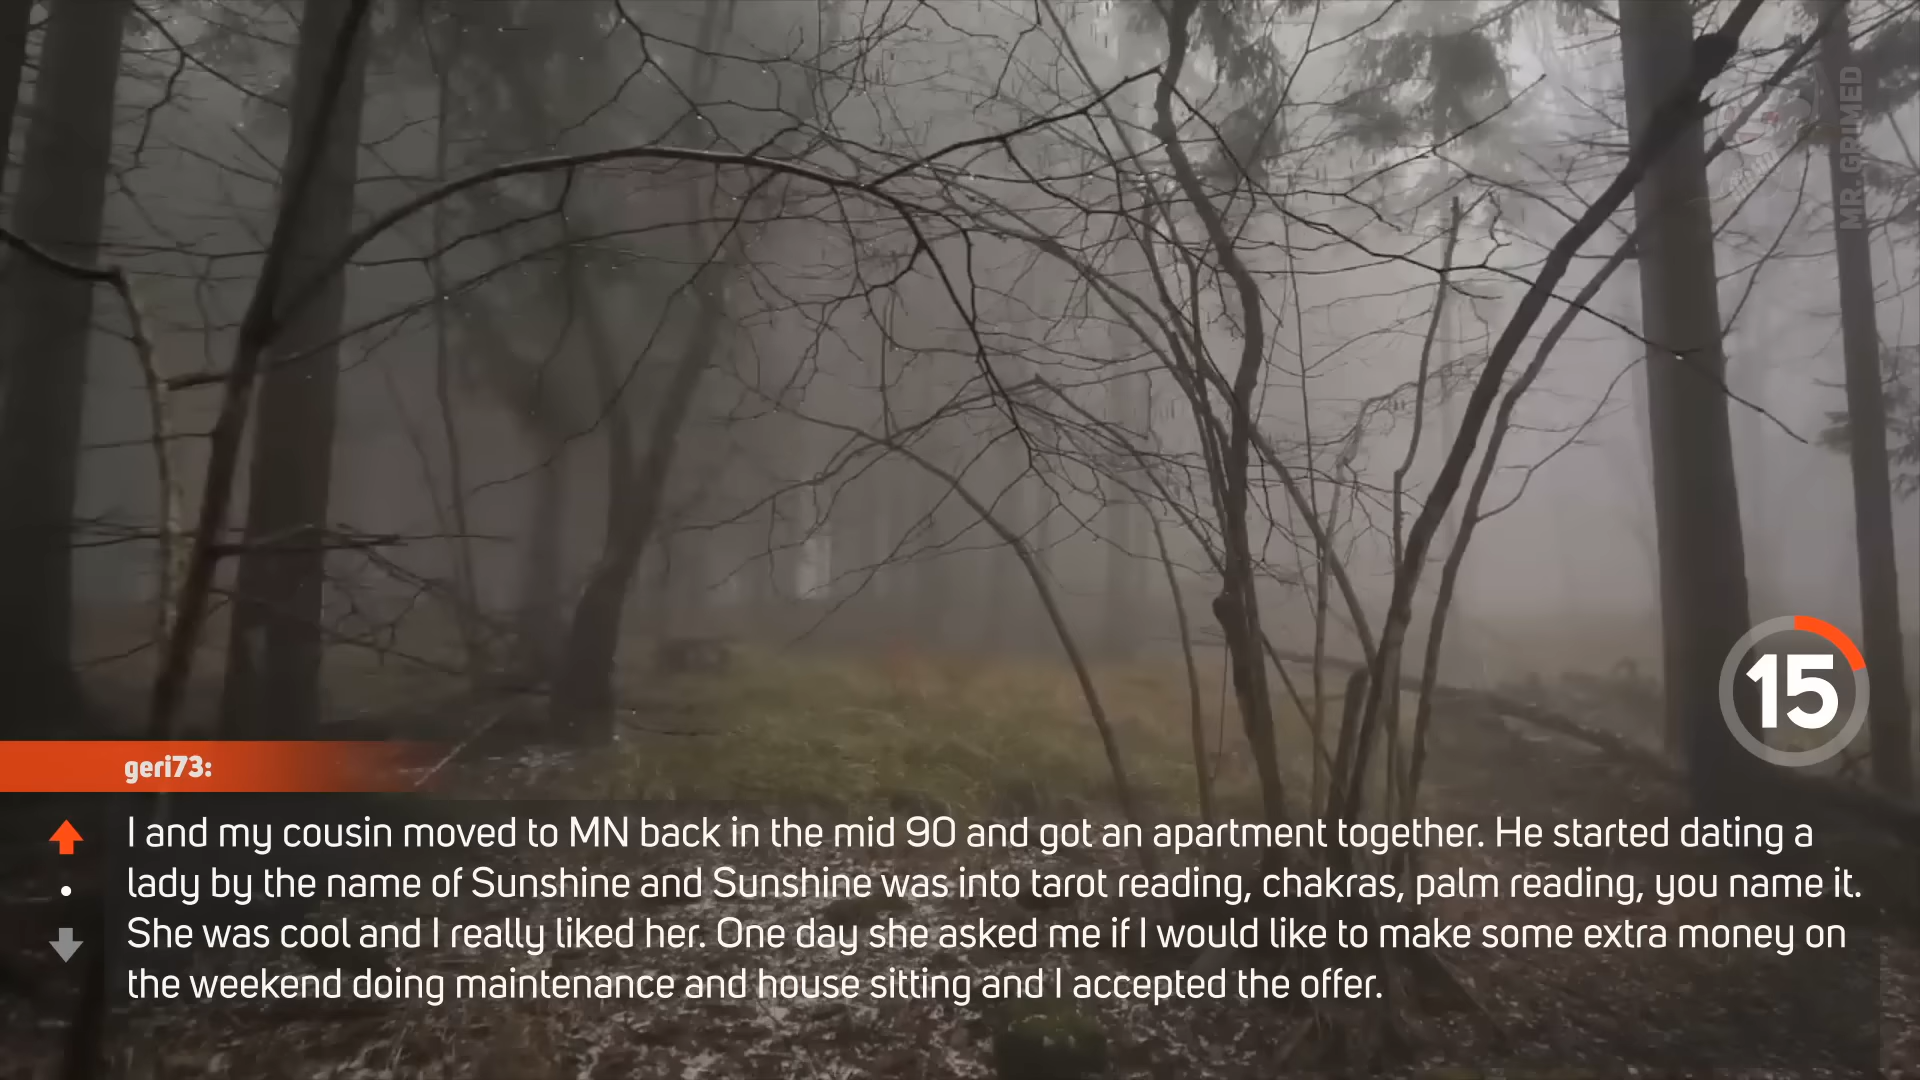 MR. GRIMED
15
geri73:
I and my cousin moved to MN back in the mid 90 and got an apartment together. He started dating a
lady by the name of Sunshine and Sunshine was into tarot reading, chakras, palm reading, you name it.
She was cool and I really liked her. One day she asked me if I would like to make some extra money on
the weekend doing maintenance and house sitting and I accepted the offer.